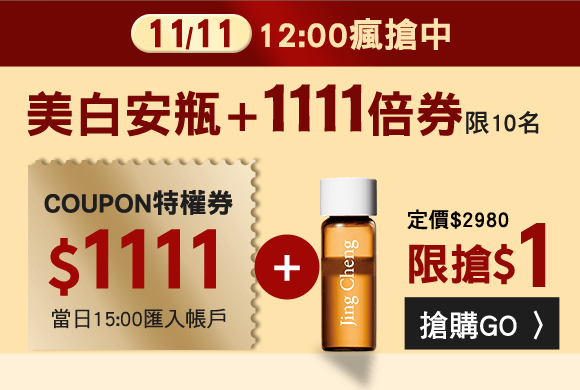 11/11 12:00瘋搶中
美白安瓶+1111倍券限10名
COUPON特權券
$1111
當日15:00匯入帳戶
+
Jing Cheng
定價$2980
限搶$1
搶購GO 〉